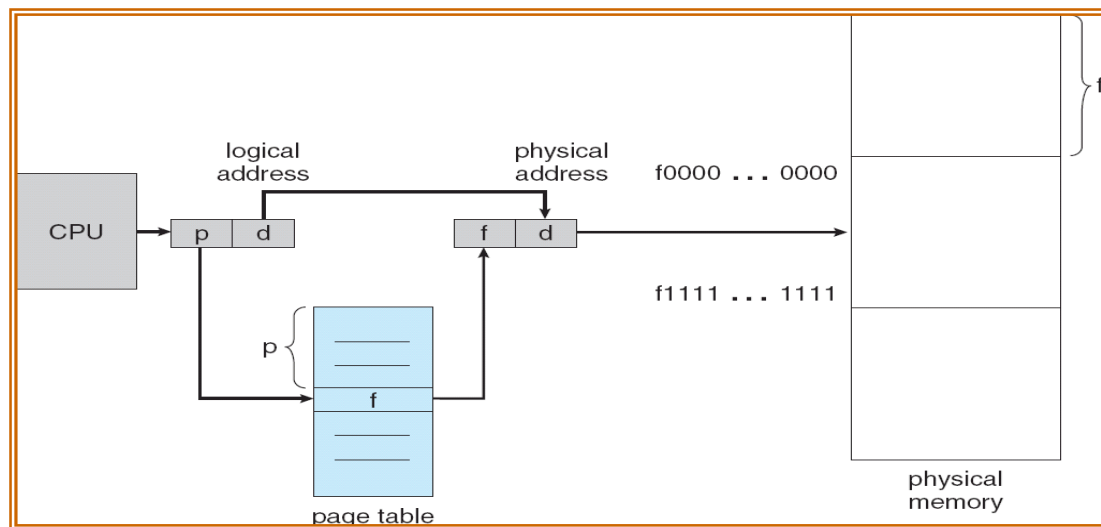 logical
address
physical
address
f0000 ... 0000
f
CPU
p
d
f
d
f1111 ... 1111
p
f
page table
physical
memory